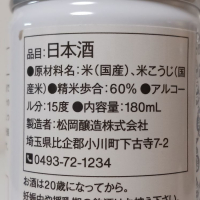 品目:日本酒
●原材料名:米(国産)、米こうじ(国
産米)●精米歩合:60% ●アルコー
ル分:15度 ●内容量:180mL
製造者:松岡醸造株式会社
埼玉県比企郡小川町下古寺7-2
☎0493-72-1234
お酒は20歳になってから。